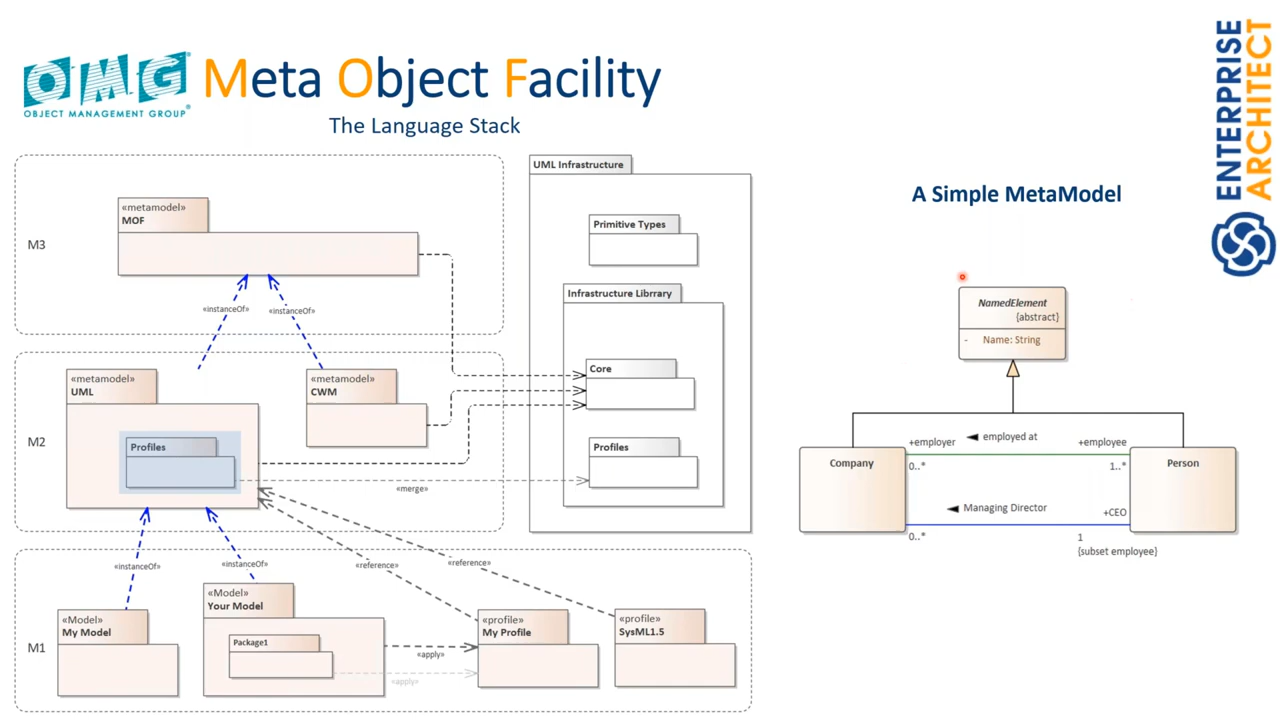 OMG
OBJECT MANAGEMENT GROUP®
Meta Object Facility
The Language Stack
ENTERPRISE
ARCHITECT
A Simple MetaModel
M3
«metamodel»
MOF
«instanceOf»
«instanceOf»
M2
«metamodel»
UML
Profiles
«metamodel»
CWM
UML Infrastructure
Primitive Types
Infrastructure Librrary
Core
Profiles
«merge»
«instanceOf»
«instanceOf»
«reference»
«reference»
M1
«Model»
My Model
«Model»
Your Model
Package1
«apply»
«apply»
«profile»
My Profile
«profile»
SysML1.5
NamedElement
{abstract}
- Name: String
Company
Person
+employer
employed at
+employee
0..*
1..*
Managing Director
+CEO
0..*
1
{subset employee}